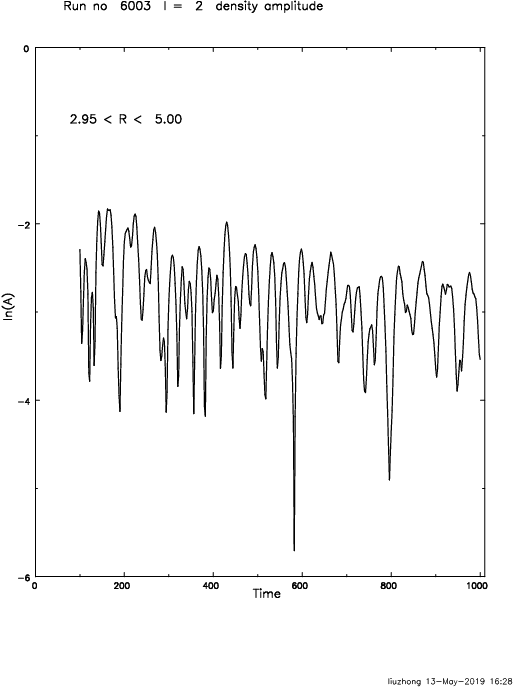 Run no 6003 l = 2 density amplitude
0
2.95 < R < 5.00
−2
ln(A)
−4
−6
0 200 400 600 800 1000
Time
liuzhong 13−May−2019 16:28